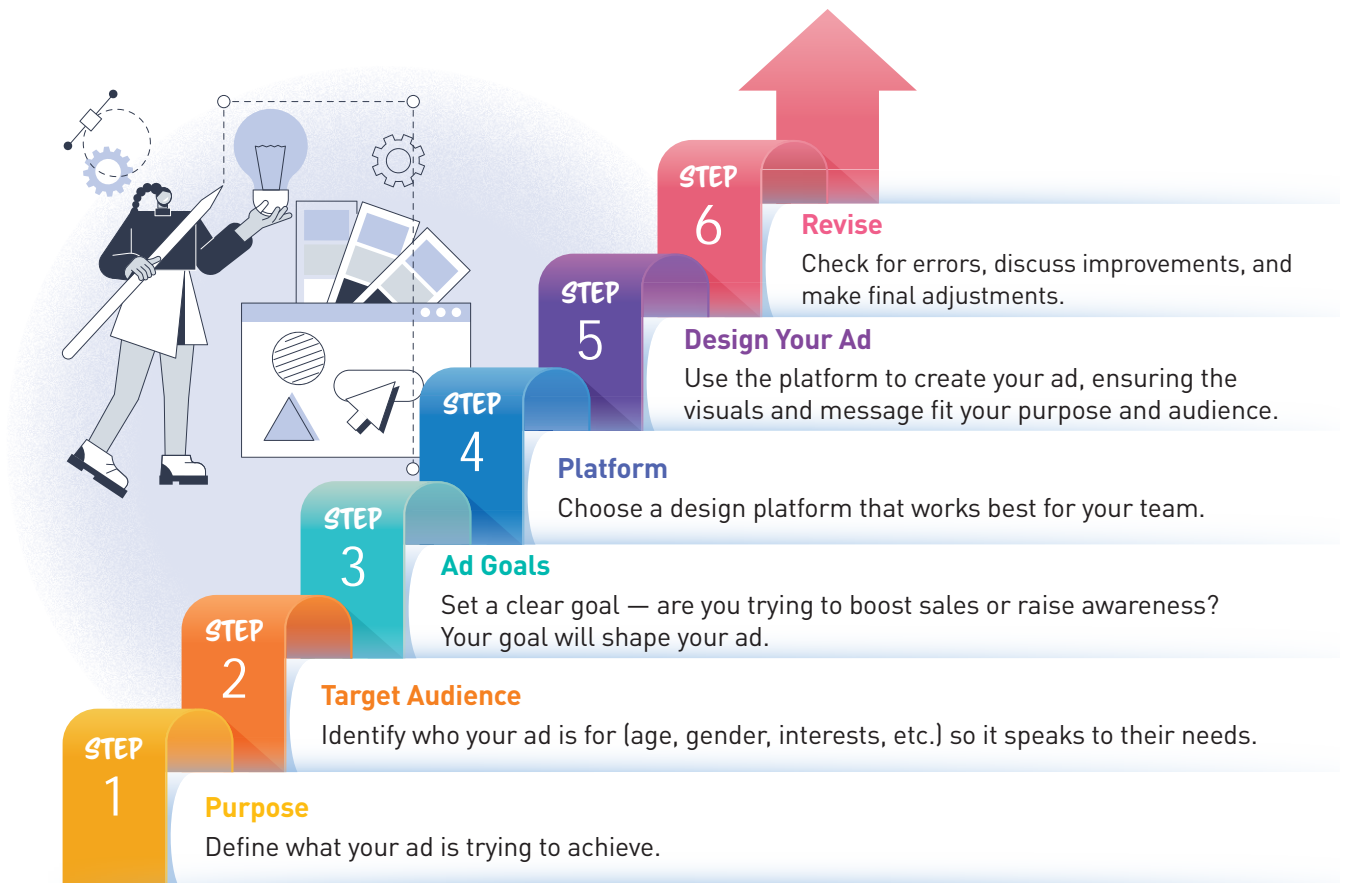 STEP
6
Revise
Check for errors, discuss improvements, and
make final adjustments.
STEP
5
Design Your Ad
Use the platform to create your ad, ensuring the
visuals and message fit your purpose and audience.
STEP
4
Platform
Choose a design platform that works best for your team.
STEP
3
Ad Goals
Set a clear goal — are you trying to boost sales or raise awareness?
Your goal will shape your ad.
STEP
2
Target Audience
Identify who your ad is for (age, gender, interests, etc.) so it speaks to their needs.
STEP
1
Purpose
Define what your ad is trying to achieve.